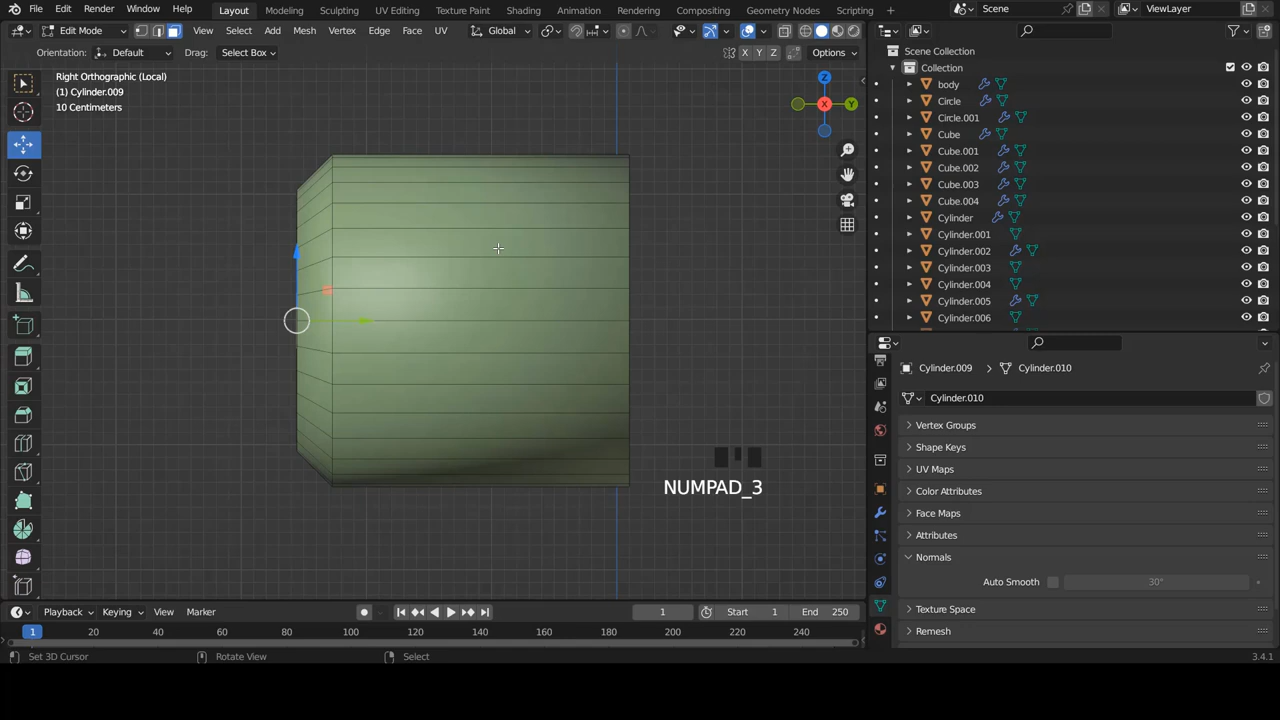 File Edit Render Window Help Layout Modeling Sculpting UV Editing Texture Paint Shading Animation Rendering Compositing Geometry Nodes Scripting Scene ViewLayer
Edit Mode View Select Add Mesh Vertex Edge Face UV Global
Orientation: Default Drag: Select Box X Y Z Options
Right Orthographic (Local)
(1) Cylinder.009
10 Centimeters
Z
X
Y
NUMPAD_3
Scene Collection
Collection
body
Circle
Circle.001
Cube
Cube.001
Cube.002
Cube.003
Cube.004
Cylinder
Cylinder.001
Cylinder.002
Cylinder.003
Cylinder.004
Cylinder.005
Cylinder.006
Cylinder.009 Cylinder.010
Cylinder.010
Vertex Groups
Shape Keys
UV Maps
Color Attributes
Face Maps
Attributes
Normals
Auto Smooth 30°
Texture Space
Remesh
Playback Keying View Marker 1 Start 1 End 250
1 20 40 60 80 100 120 140 160 180 200 220 240
Set 3D Cursor Rotate View Select 3.4.1